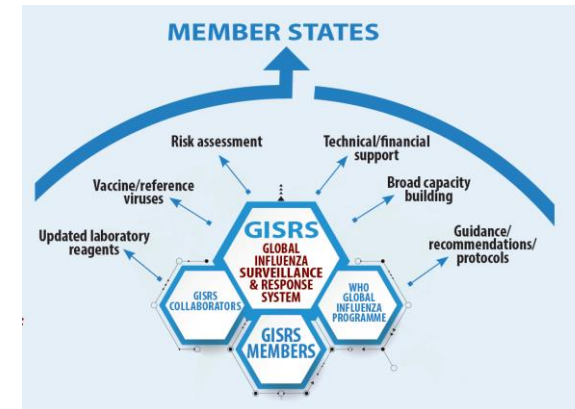 MEMBER STATES
Risk assessment
Technical/financial
support
Vaccine/reference
viruses
Broad capacity
building
Updated laboratory
reagents
Guidance/
recommendations/
protocols
GISRS
GLOBAL
INFLUENZA
SURVEILLANCE
& RESPONSE
SYSTEM
GISRS
COLLABORATORS
WHO
GLOBAL
INFLUENZA
PROGRAMME
GISRS
MEMBERS